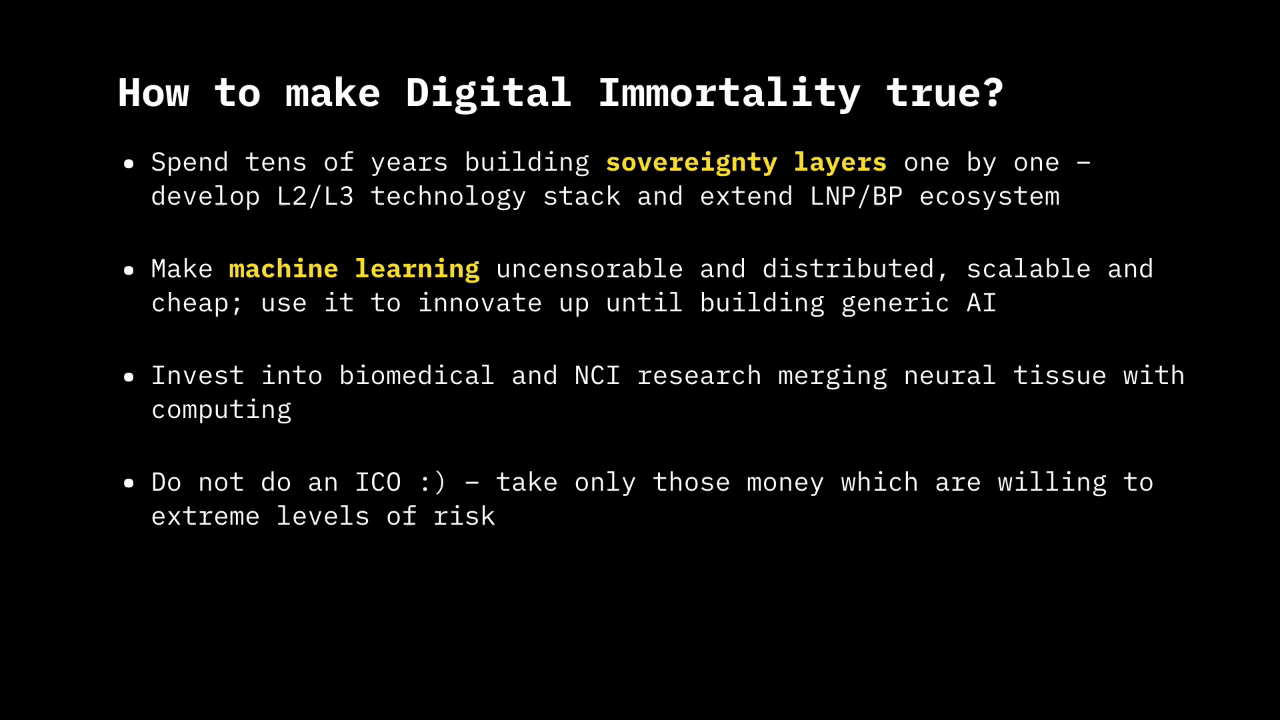 How to make Digital Immortality true?
• Spend tens of years building sovereignty layers one by one –
develop L2/L3 technology stack and extend LNP/BP ecosystem
• Make machine learning uncensorable and distributed, scalable and
cheap; use it to innovate up until building generic AI
• Invest into biomedical and NCI research merging neural tissue with
computing
• Do not do an ICO :) – take only those money which are willing to
extreme levels of risk